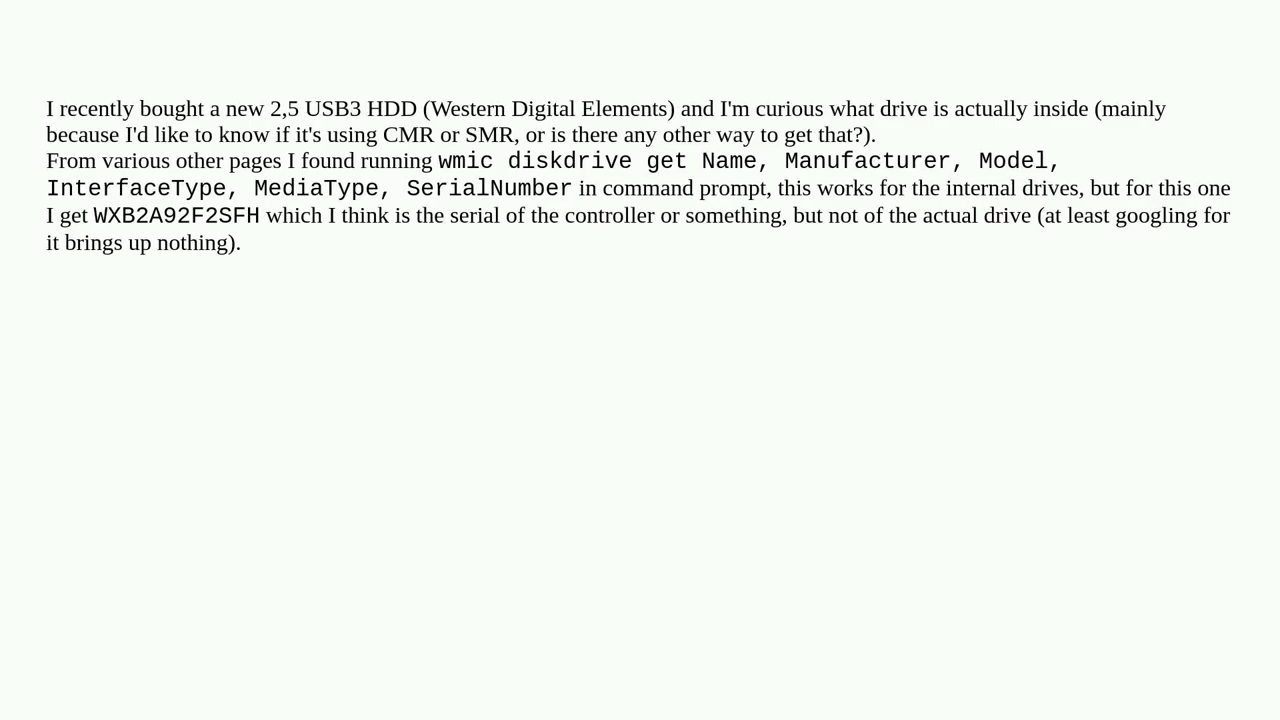 I recently bought a new 2,5 USB3 HDD (Western Digital Elements) and I'm curious what drive is actually inside (mainly
because I'd like to know if it's using CMR or SMR, or is there any other way to get that?).
From various other pages I found running wmic diskdrive get Name, Manufacturer, Model,
InterfaceType, MediaType, SerialNumber in command prompt, this works for the internal drives, but for this one
I get WXB2A92F2SFH which I think is the serial of the controller or something, but not of the actual drive (at least googling for
it brings up nothing).